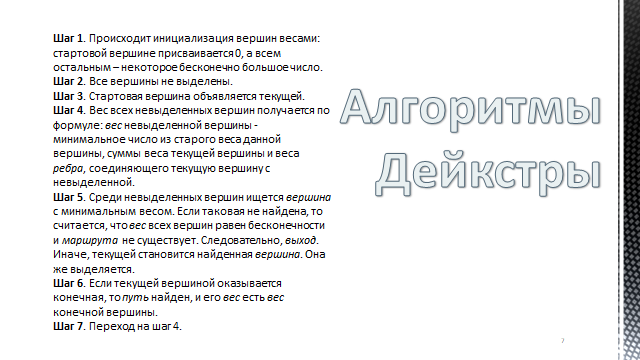 Шаг 1. Происходит инициализация вершин весами:
стартовой вершине присваивается 0, а всем
остальным – некоторое бесконечно большое число.
Шаг 2. Все вершины не выделены.
Шаг 3. Стартовая вершина объявляется текущей.
Шаг 4. Вес всех невыделенных вершин получается по
формуле: вес невыделенной вершины -
минимальное число из старого веса данной
вершины, суммы веса текущей вершины и веса
ребра, соединяющего текущую вершину с
невыделенной.
Шаг 5. Среди невыделенных вершин ищется вершина
с минимальным весом. Если таковая не найдена, то
считается, что вес всех вершин равен бесконечности
и маршрута не существует. Следовательно, выход.
Иначе, текущей становится найденная вершина. Она
же выделяется.
Шаг 6. Если текущей вершиной оказывается
конечная, то путь найден, и его вес есть вес
конечной вершины.
Шаг 7. Переход на шаг 4.
Алгоритмы
Дейкстры